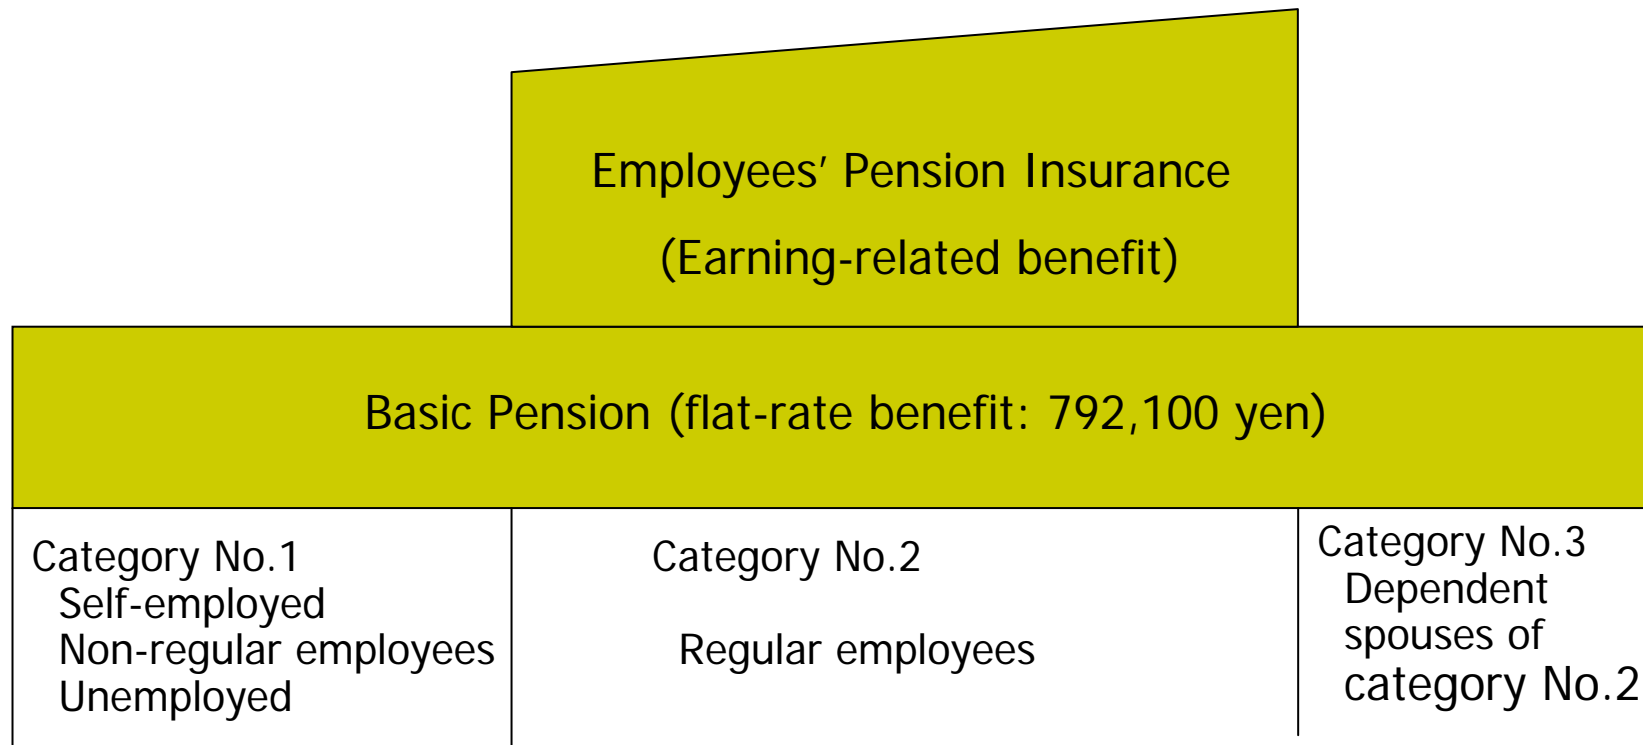 Employees' Pension Insurance
(Earning-related benefit)
Basic Pension (flat-rate benefit: 792,100 yen)
Category No.1
Self-employed
Non-regular employees
Unemployed
Category No.2
Regular employees
Category No.3
Dependent
spouses of
category No.2